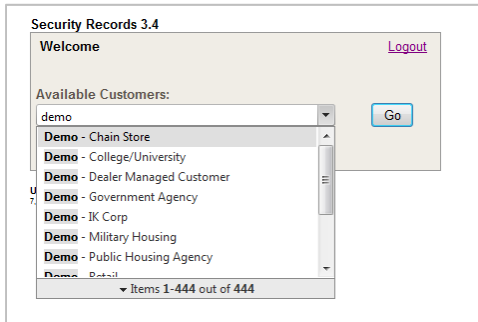 Security Records 3.4
Welcome Logout
Available Customers:
demo Go
Demo - Chain Store
Demo - College/University
Demo - Dealer Managed Customer
Demo - Government Agency
Demo - IK Corp
Demo - Military Housing
Demo - Public Housing Agency
Demo - Retail
Items 1-444 out of 444